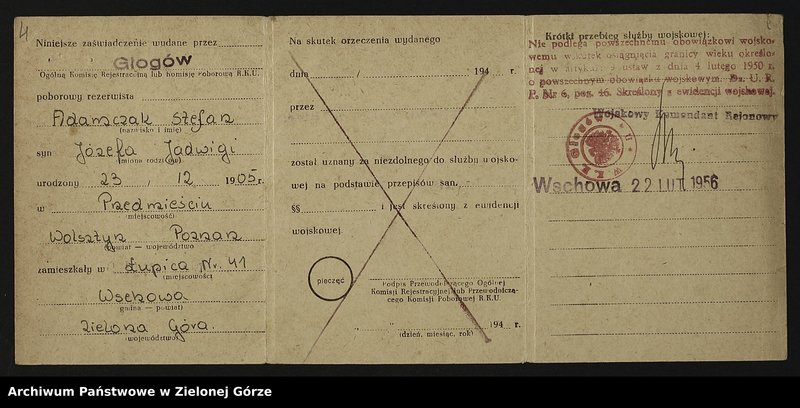 4
Niniejsze zaświadczenie wydane przez
Głogów
Ogólną Komisję Rejestracyjną lub komisję poborową R.K.U.
poborowy rezerwista
Adamczak Stefan
(nazwisko i imię)
syn Józefa Jadwigi
(imiona rodziców)
urodzony 23, 12 1905 r.
w Przedmieściu
(miejscowość)
Wolsztyn Poznan
(powiat — województwo)
zamieszkały w Łupica Nr. 41
(miejscowość)
Wschowa
(gmina — powiat)
Zielona Góra.
(województwo)
Na skutek orzeczenia wydanego
dnia 194 r.
przez
został uznany za niezdolnego do służby wojsko-
wej na podstawie przepisów san.
§§ i jest skreślony z ewidencji
wojskowej.
pieczęć
Podpis Przewodniczącego Ogólnej
Komisji Rejestracyjnej lub Przewodniczą-
cego Komisji Poborowej R.K.U.
194 r.
(dzień, miesiąc, rok)
Krótki przebieg służby wojskowej:
Nie podlega powszechnemu obowiązkowi wojsko-
wemu wskutek osiągnięcia granicy wieku określo-
nej w ustaw z dnia 4 lutego 1950 r.
o powszechnym obowiązku wojskowym. Dz. U. R.
P. Nr 6, poz. 46. Skreślony z ewidencji wojskowej.
Wojskowy Komendant Rejonowy
Wschowa 22 LUT. 1956
Archiwum Państwowe w Zielonej Górze